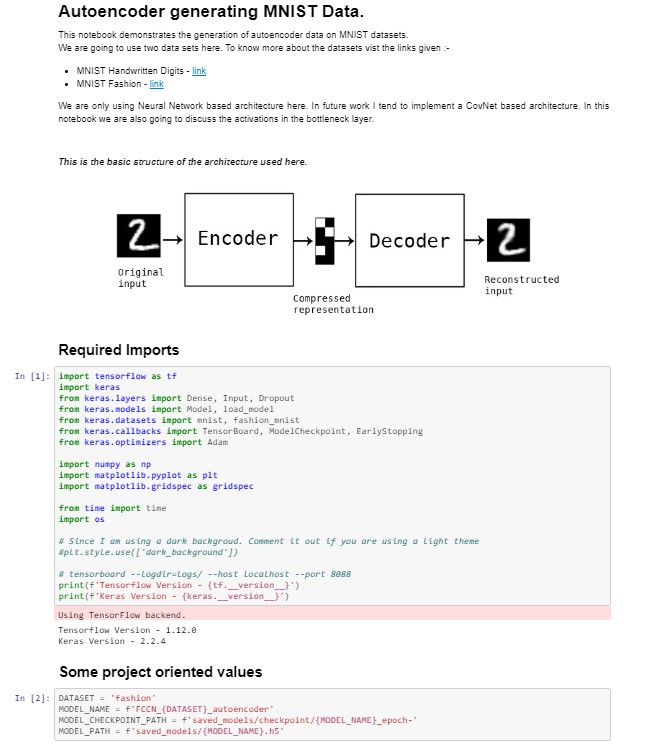 Autoencoder generating MNIST Data.
This notebook demonstrates the generation of autoencoder data on MNIST datasets.
We are going to use two data sets here. To know more about the datasets vist the links given :-
• MNIST Handwritten Digits - link
• MNIST Fashion - link
We are only using Neural Network based architecture here. In future work I tend to implement a CovNet based architecture. In this
notebook we are also going to discuss the activations in the bottleneck layer.
This is the basic structure of the architecture used here.
2 Encoder Decoder 2
Original
input
Compressed
representation
Reconstructed
input
Required Imports
In [1]: import tensorflow as tf
import keras
from keras.layers import Dense, Input, Dropout
from keras.models import Model, load_model
from keras.datasets import mnist, fashion_mnist
from keras.callbacks import TensorBoard, ModelCheckpoint, EarlyStopping
from keras.optimizers import Adam
import numpy as np
import matplotlib.pyplot as plt
import matplotlib.gridspec as gridspec
from time import time
import os
# Since I am using a dark backgroud. Comment it out if you are using a light theme
#plt.style.use(['dark_background'])
# tensorboard --logdir=logs/ --host localhost --port 8088
print(f'Tensorflow Version - {tf.__version__}')
print(f'Keras Version - {keras.__version__}')
Using TensorFlow backend.
Tensorflow Version - 1.12.0
Keras Version - 2.2.4
Some project oriented values
In [2]: DATASET = 'fashion'
MODEL_NAME = f'FCCN_{DATASET}_autoencoder'
MODEL_CHECKPOINT_PATH = f'saved_models/checkpoint/{MODEL_NAME}_epoch-'
MODEL_PATH = f'saved_models/{MODEL_NAME}.h5'